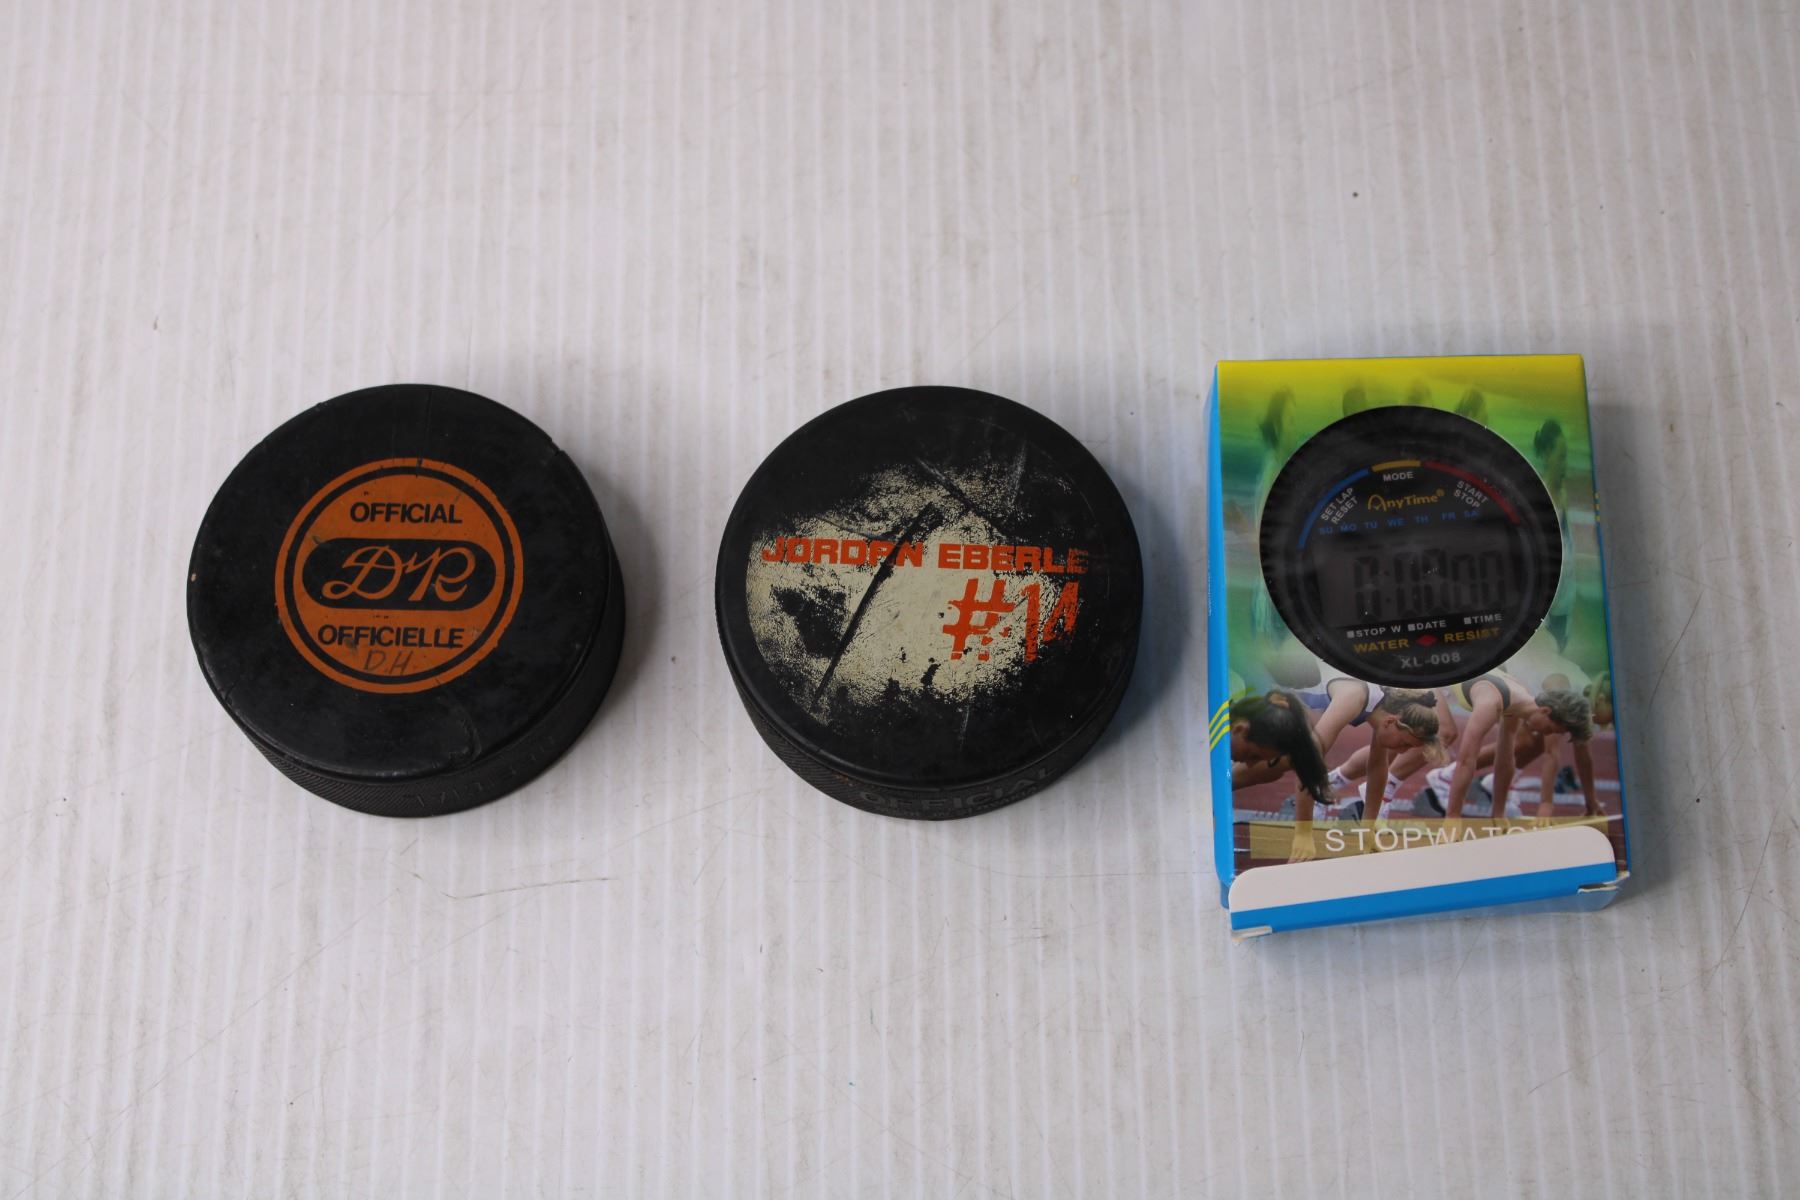 OFFICIAL
DR
OFFICIELLE
D.H.
JORDAN EBERLE
#14
OFFICIAL
MODE
SET LAP
RESET
START
STOP
AnyTime®
SU MO TU WE TH FR SA
STOP W DATE TIME
WATER RESIST
XL-008
STOPWATCH